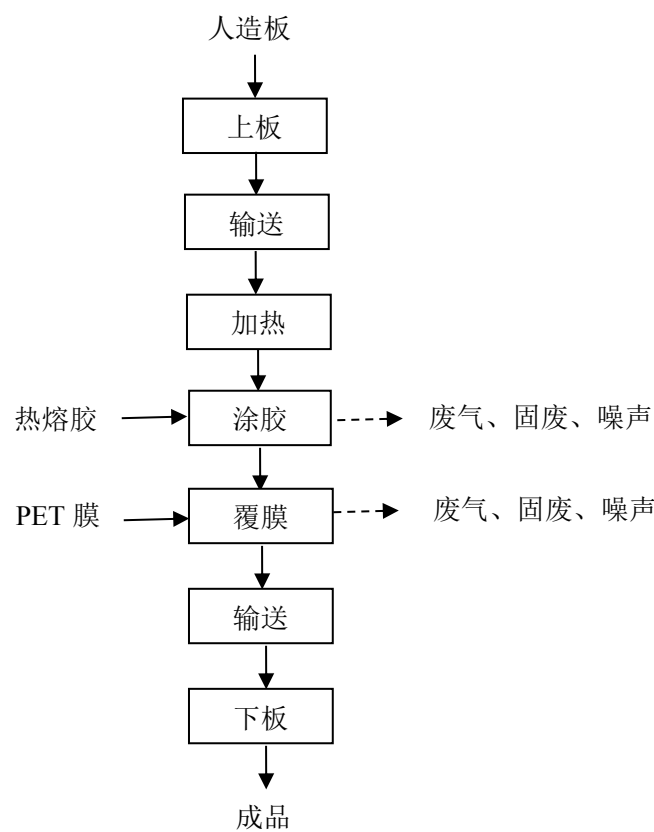 人造板
上板
输送
加热
热熔胶
涂胶
废气、固废、噪声
PET 膜
覆膜
废气、固废、噪声
输送
下板
成品